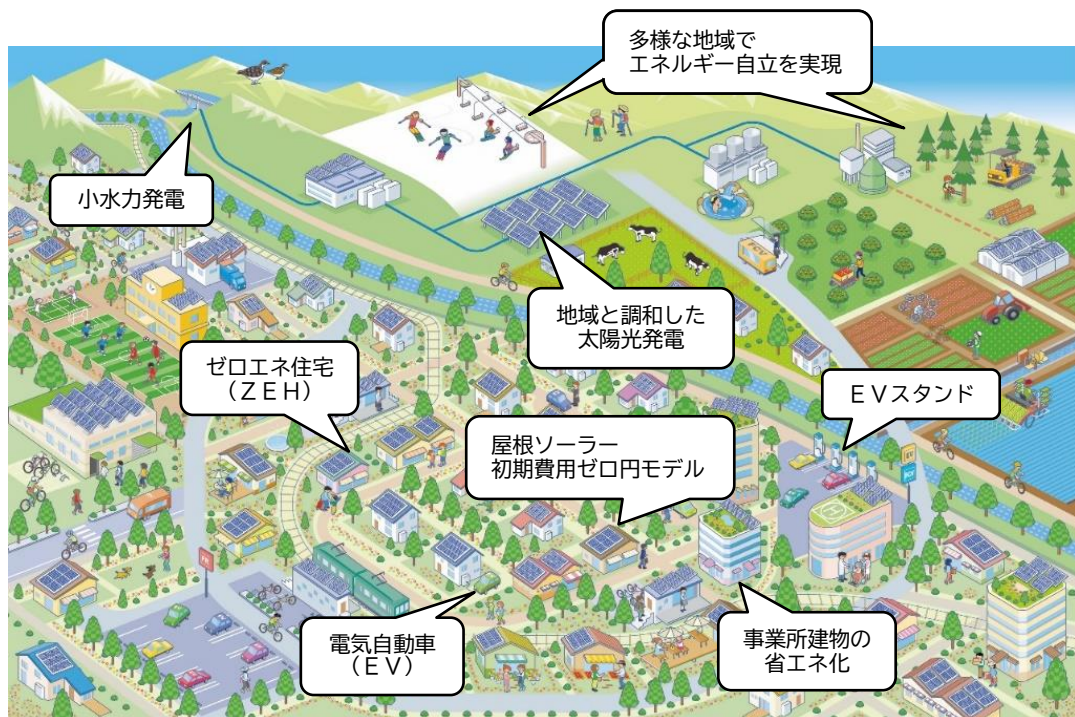 多様な地域で
エネルギー自立を実現
小水力発電
地域と調和した
太陽光発電
ゼロエネ住宅
（ＺＥＨ）
ＥＶスタンド
屋根ソーラー
初期費用ゼロ円モデル
電気自動車
（ＥＶ）
事業所建物の
省エネ化